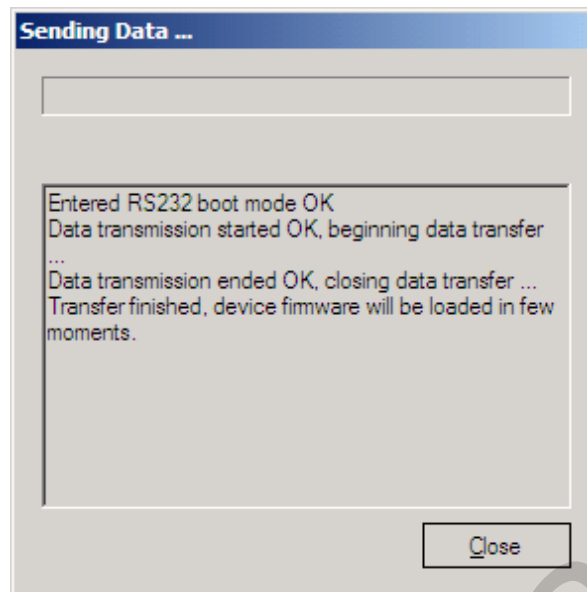 Sending Data ...
Entered RS232 boot mode OK
Data transmission started OK, beginning data transfer
...
Data transmission ended OK, closing data transfer ...
Transfer finished, device firmware will be loaded in few
moments.
Close